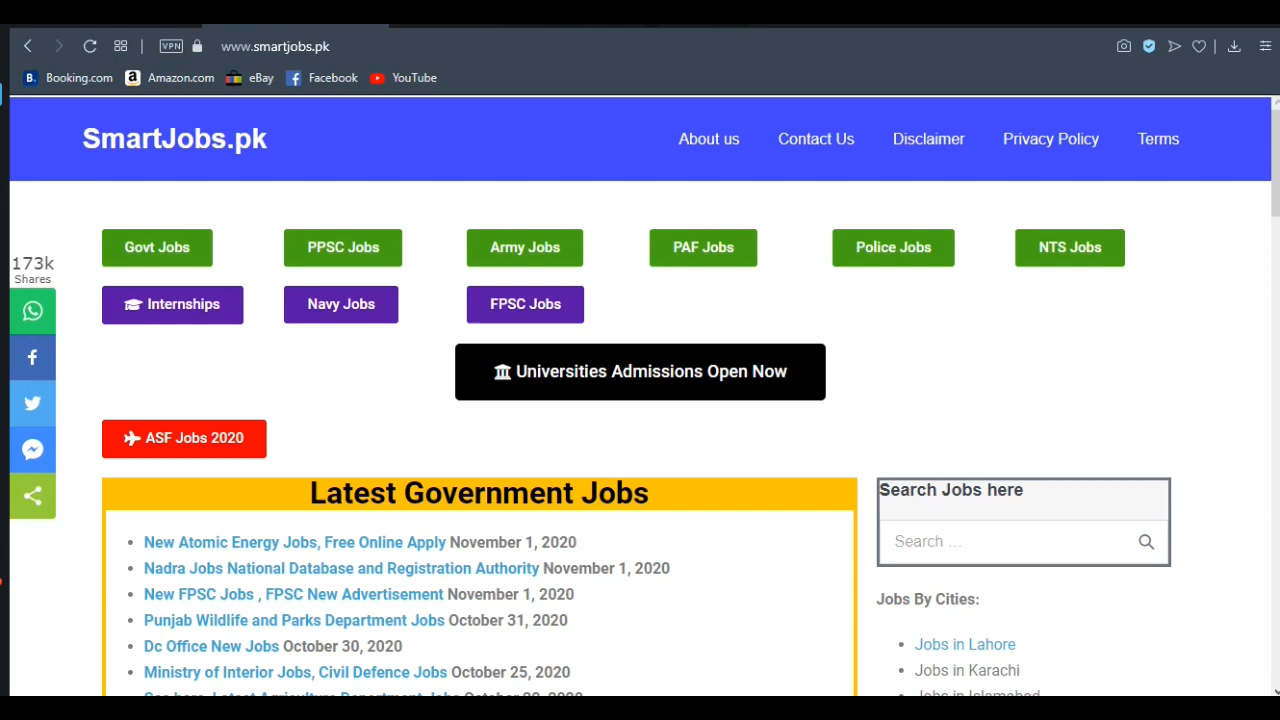 VPN www.smartjobs.pk
B. Booking.com a Amazon.com eBay Facebook YouTube
SmartJobs.pk
About us Contact Us Disclaimer Privacy Policy Terms
Govt Jobs PPSC Jobs Army Jobs PAF Jobs Police Jobs NTS Jobs
173k
Shares
Internships Navy Jobs FPSC Jobs
Universities Admissions Open Now
ASF Jobs 2020
Latest Government Jobs
New Atomic Energy Jobs, Free Online Apply November 1, 2020
Nadra Jobs National Database and Registration Authority November 1, 2020
New FPSC Jobs , FPSC New Advertisement November 1, 2020
Punjab Wildlife and Parks Department Jobs October 31, 2020
Dc Office New Jobs October 30, 2020
Ministry of Interior Jobs, Civil Defence Jobs October 25, 2020
Search Jobs here
Search ...
Jobs By Cities:
Jobs in Lahore
Jobs in Karachi
Jobs in Islamabad